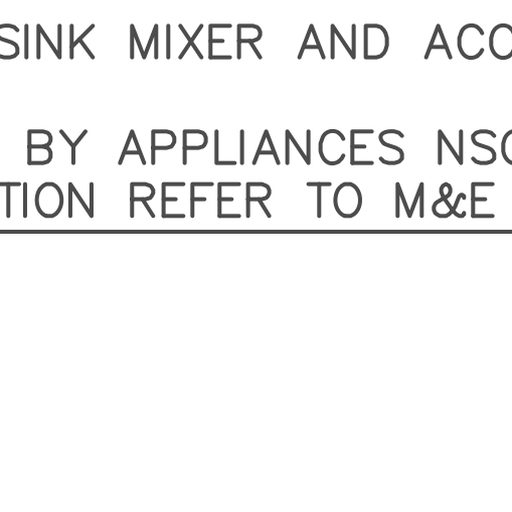 SINK MIXER AND ACC
BY APPLIANCES NSC
TION REFER TO M&E